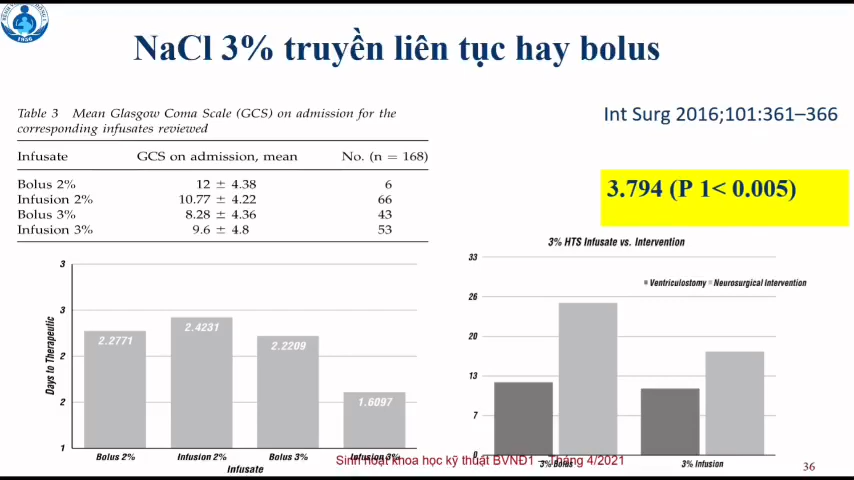 NaCl 3% truyền liên tục hay bolus
Table 3 Mean Glasgow Coma Scale (GCS) on admission for the
corresponding infusates reviewed
Infusate GCS on admission, mean No. (n = 168)
Bolus 2% 12 ± 4.38 6
Infusion 2% 10.77 ± 4.22 66
Bolus 3% 8.28 ± 4.36 43
Infusion 3% 9.6 ± 4.8 53
Int Surg 2016;101:361–366
3.794 (P 1< 0.005)
3
3
2
2
1
Days to Therapeutic
2.2771
2.4231
2.2209
1.6097
Bolus 2% Infusion 2% Bolus 3% Infusion 3%
Infusate
3% HTS Infusate vs. Intervention
Ventriculostomy Neurosurgical Intervention
33
26
20
13
7
0
3% Bolus 3% Infusion
Sinh hoạt khoa học kỹ thuật BVNĐ1 – Tháng 4/2021
36